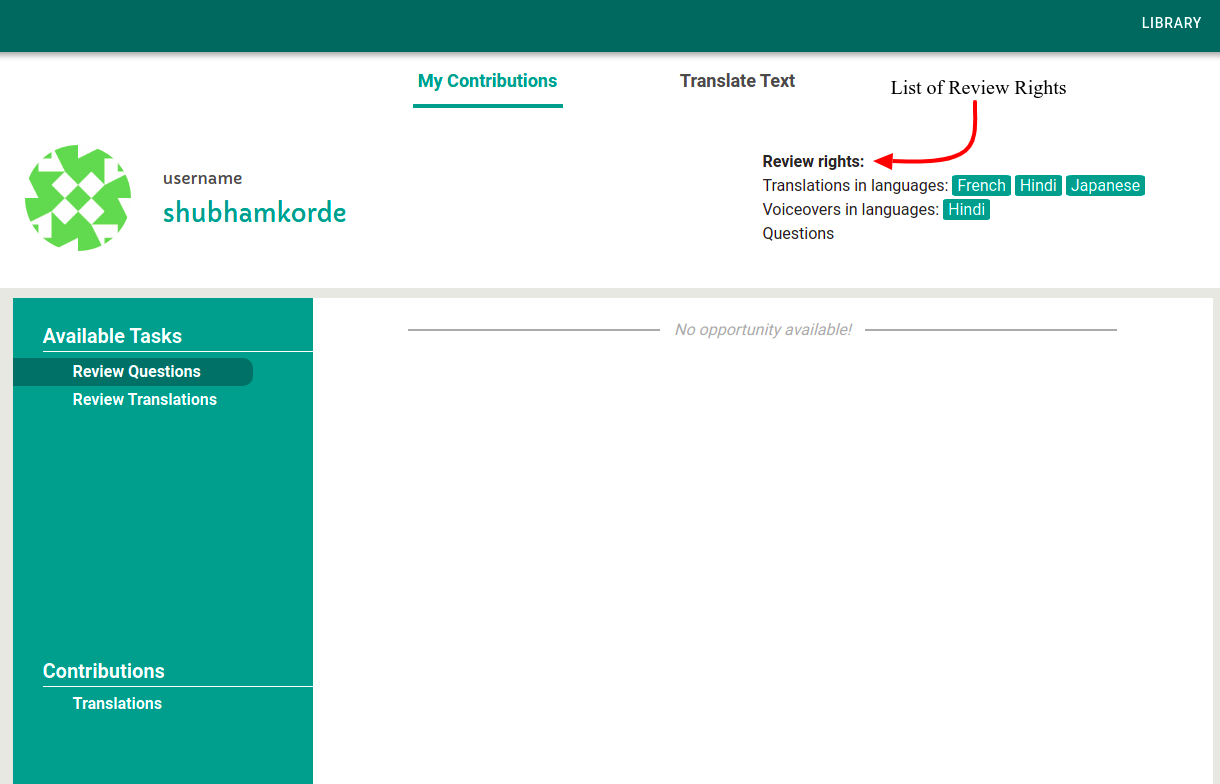 LIBRARY
My Contributions
Translate Text
List of Review Rights
Review rights:
username
Translations in languages: French Hindi Japanese
shubhamkorde
Voiceovers in languages: Hindi
Questions
Available Tasks
No opportunity available!
Review Questions
Review Translations
Contributions
Translations